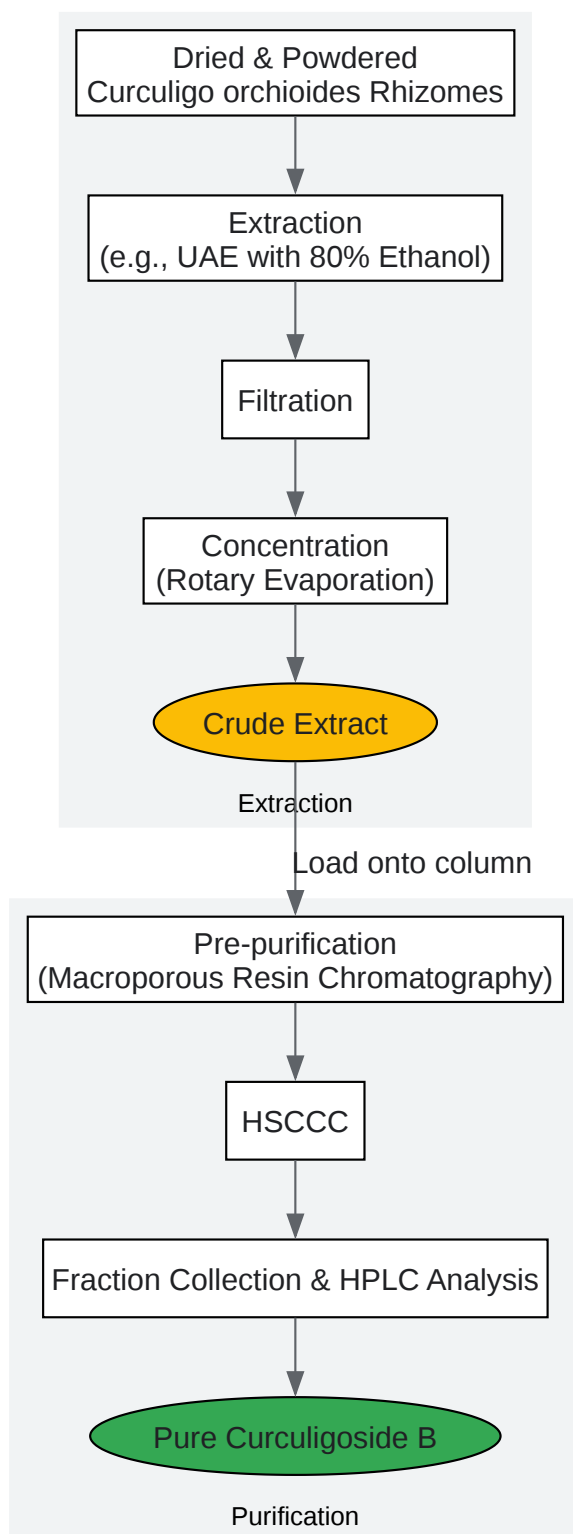 Dried & Powdered
Curculigo orchioides Rhizomes
Extraction
(e.g., UAE with 80% Ethanol)
Filtration
Concentration
(Rotary Evaporation)
Crude Extract
Extraction
Load onto column
Pre-purification
(Macroporous Resin Chromatography)
HSCCC
Fraction Collection & HPLC Analysis
Pure Curculigoside B
Purification